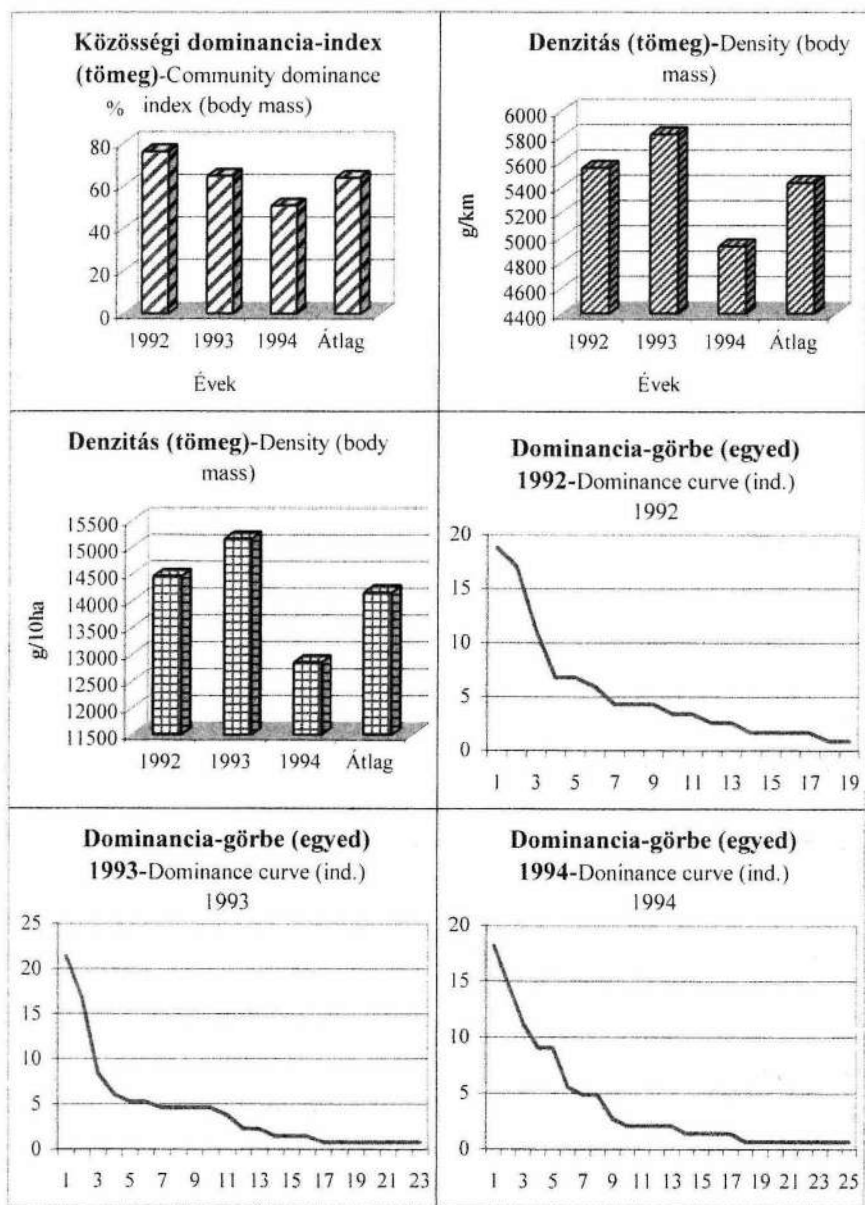 Közösségi dominancia-index
(tömeg)-Community dominance
% index (body mass)
80
60
40
20
0
1992 1993 1994 Átlag
Évek
Denzitás (tömeg)-Density (body
mass)
g/km
6000
5800
5600
5400
5200
5000
4800
4600
4400
1992 1993 1994 Átlag
Évek
Denzitás (tömeg)-Density (body
mass)
g/10ha
15500
15000
14500
14000
13500
13000
12500
12000
11500
1992 1993 1994 Átlag
Dominancia-görbe (egyed)
1992-Dominance curve (ind.)
1992
20
15
10
5
0
1 3 5 7 9 11 13 15 17 19
Dominancia-görbe (egyed)
1993-Dominance curve (ind.)
1993
25
20
15
10
5
0
1 3 5 7 9 11 13 15 17 19 21 23
Dominancia-görbe (egyed)
1994-Doninance curve (ind.)
1994
20
15
10
5
0
1 3 5 7 9 11 13 15 17 19 21 23 25